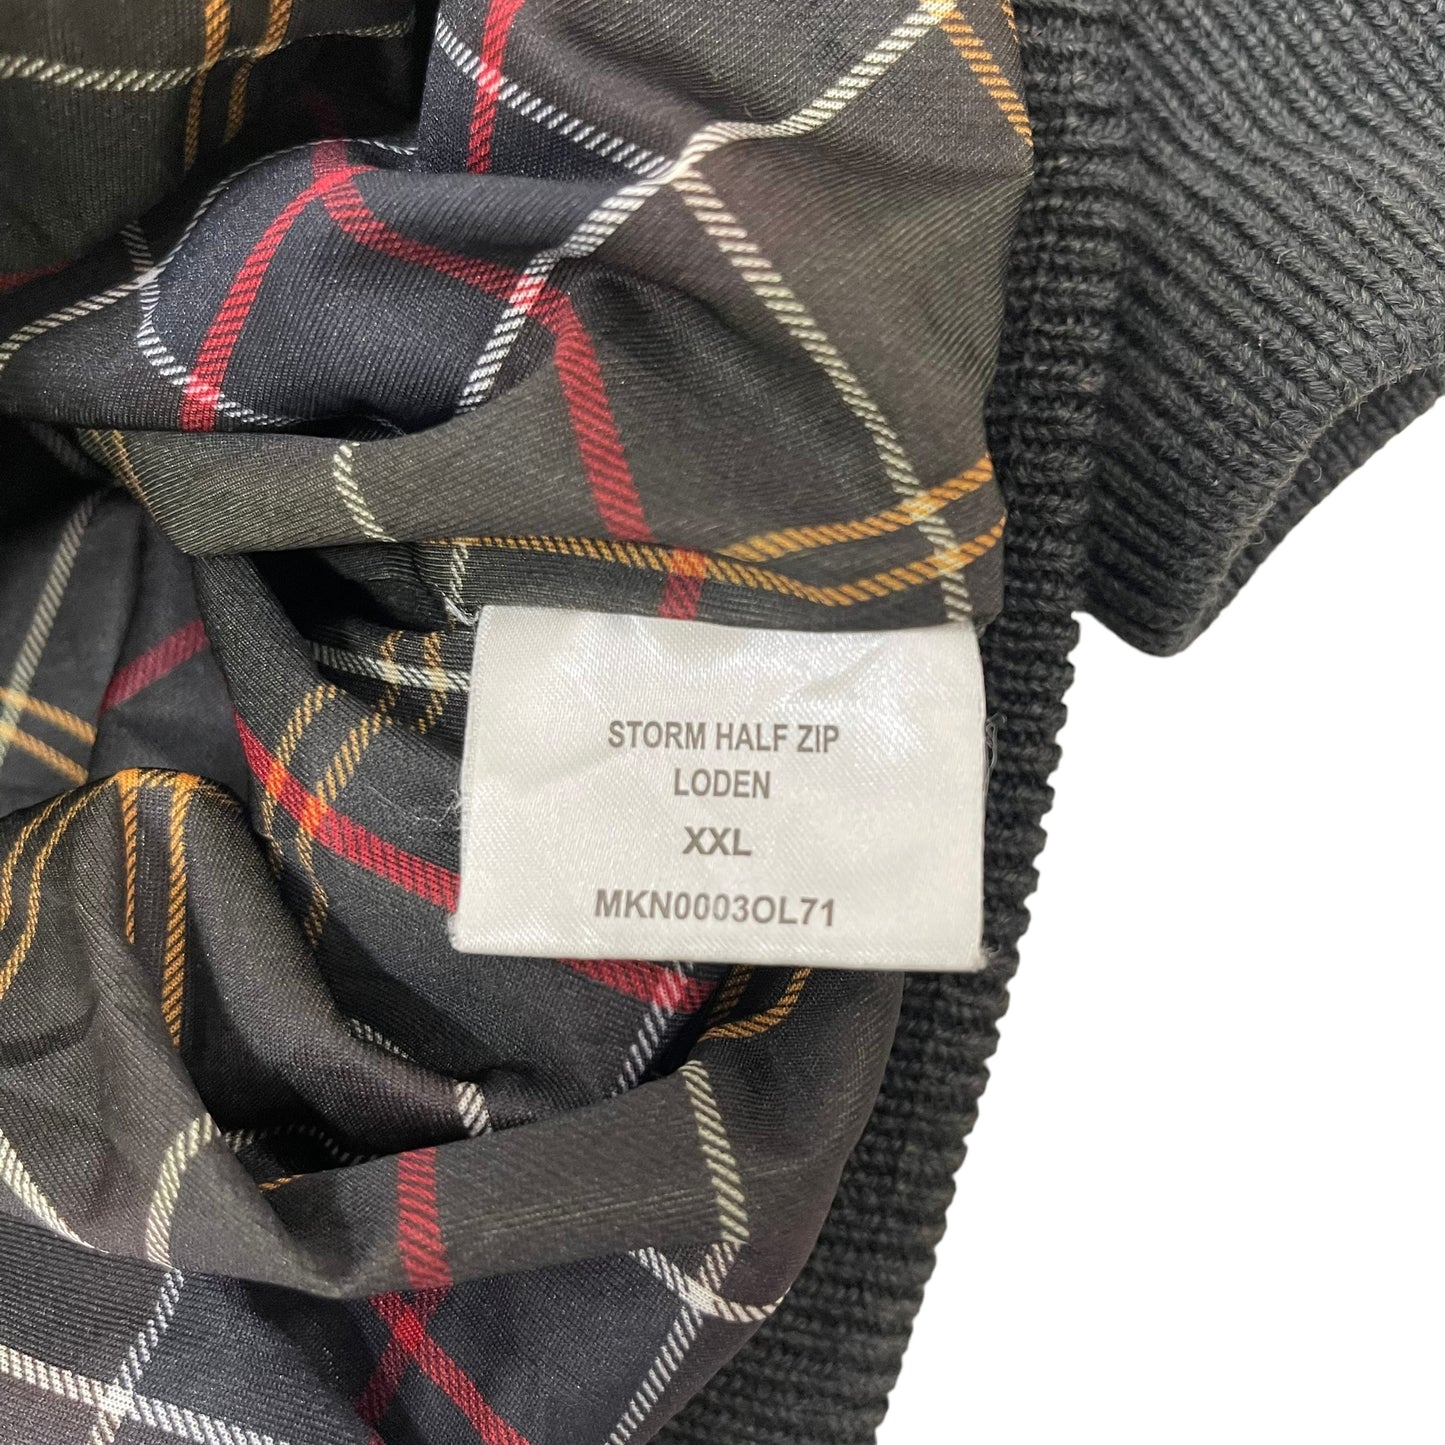 STORM HALF ZIP
LODEN
XXL
MKN0003OL71